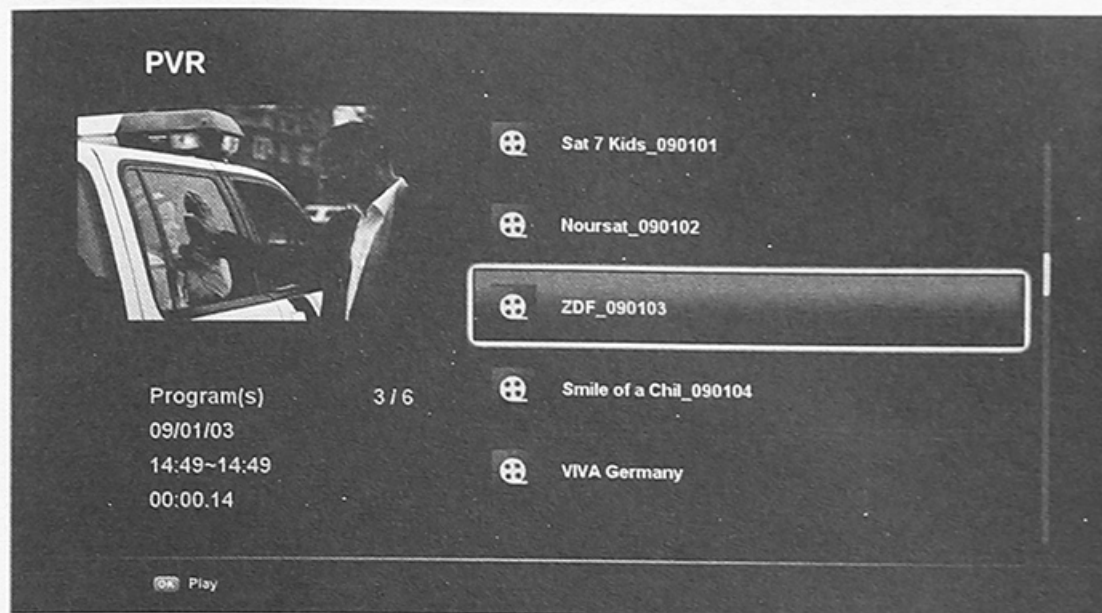 PVR
Sat 7 Kids_090101
Noursat_090102
ZDF_090103
Smile of a Chil_090104
VIVA Germany
Program(s) 3 / 6
09/01/03
14:49~14:49
00:00.14
OK Play